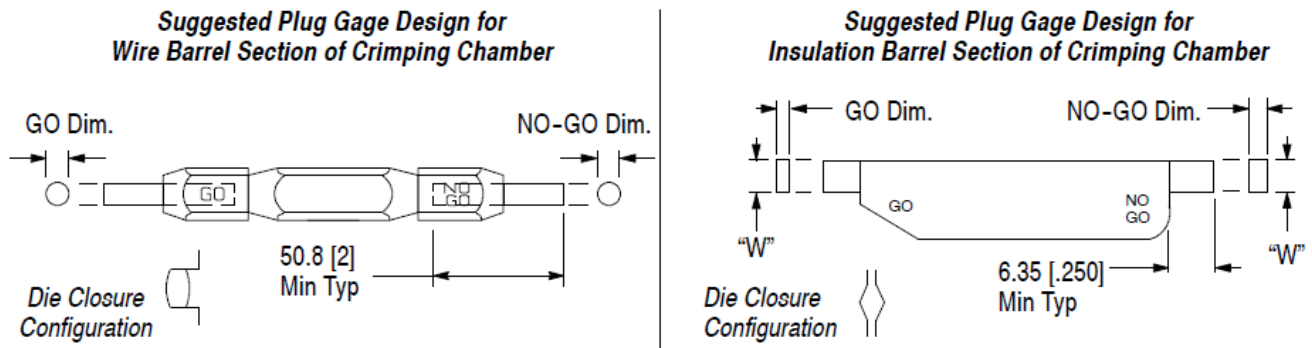 Suggested Plug Gage Design for
Wire Barrel Section of Crimping Chamber
GO Dim.
NO-GO Dim.
GO
NO
GO
50.8 [2]
Min Typ
Die Closure
Configuration
Suggested Plug Gage Design for
Insulation Barrel Section of Crimping Chamber
GO Dim.
NO-GO Dim.
GO
NO
GO
“W”
“W”
6.35 [.250]
Min Typ
Die Closure
Configuration